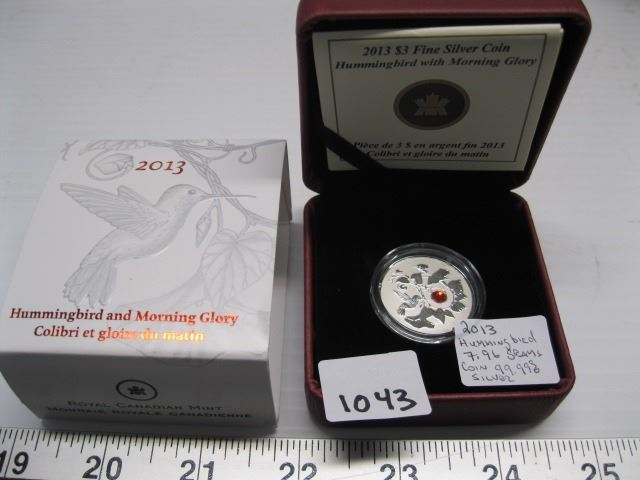 2013
Hummingbird and Morning Glory
Colibri et gloire du matin
ROYAL CANADIAN MINT
MONNAIE ROYALE CANADIENNE
2013 $3 Fine Silver Coin
Hummingbird with Morning Glory
Pièce de 3 $ en argent fin 2013
Colibri et gloire du matin
2013
Hummingbird
7.96 grams
Coin 99.99%
Silver
1043
19 20 21 22 23 24 25